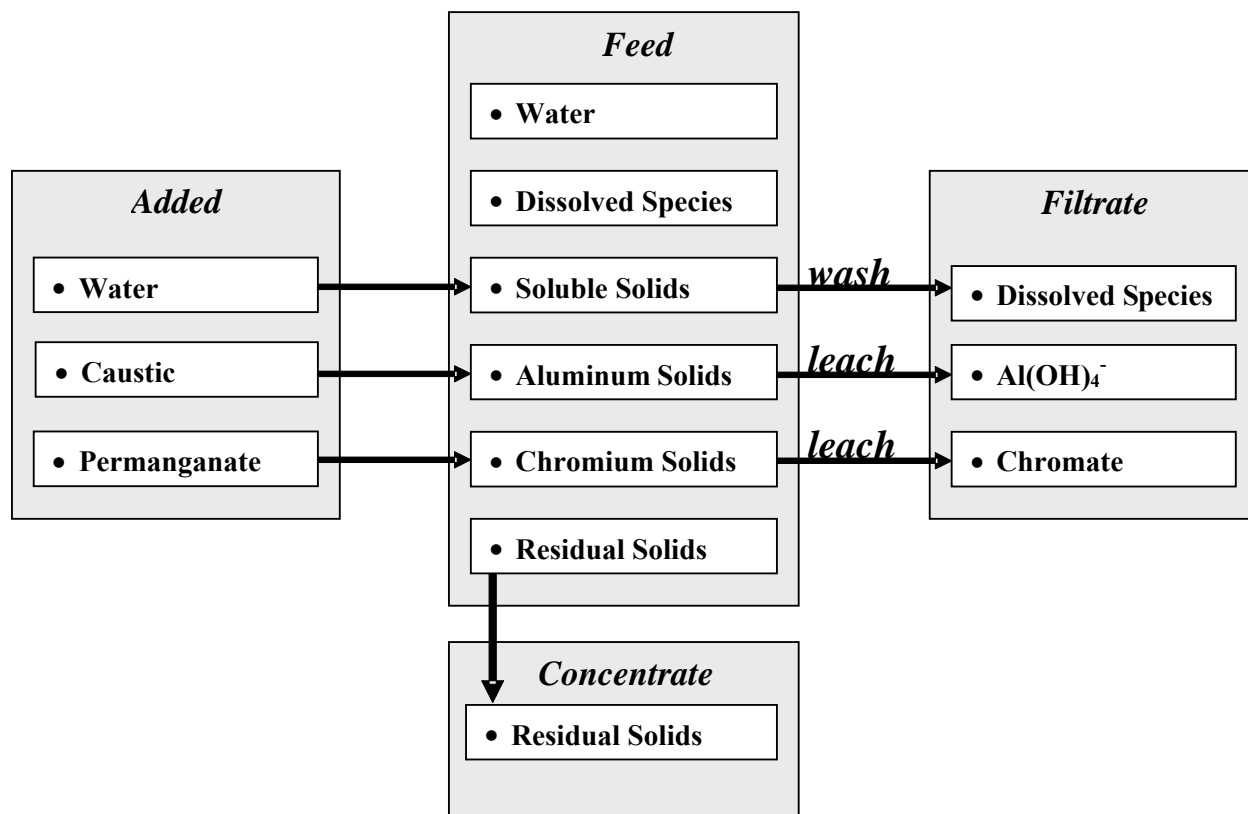 Added
• Water
• Caustic
• Permanganate
Feed
• Water
• Dissolved Species
• Soluble Solids
• Aluminum Solids
• Chromium Solids
• Residual Solids
wash
leach
leach
Filtrate
• Dissolved Species
• Al(OH)₄⁻
• Chromate
Concentrate
• Residual Solids